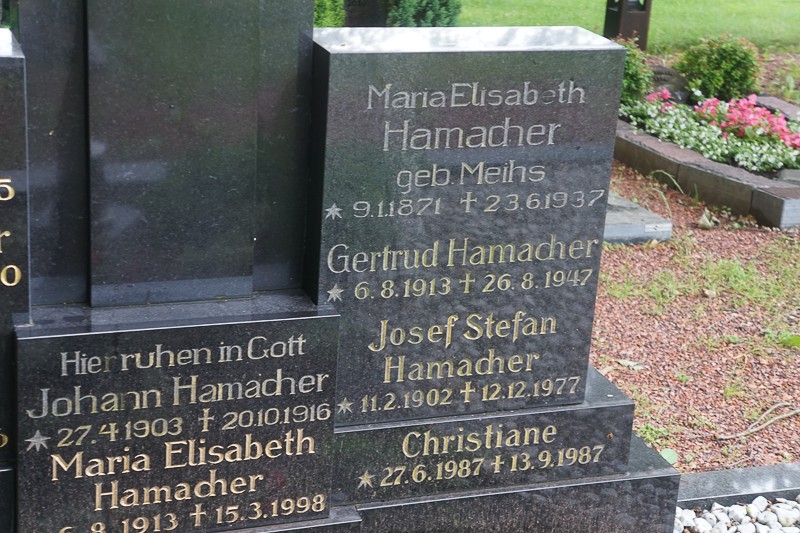 Maria Elisabeth
Hamacher
geb. Meihs
* 9.1.1871 † 23.6.1937
Gertrud Hamacher
* 6.8.1913 † 26.8.1947
Josef Stefan
Hamacher
* 11.2.1902 † 12.12.1977
Christiane
* 27.6.1987 † 13.9.1987
Hier ruhen in Gott
Johann Hamacher
* 27.4.1903 † 20.10.1916
Maria Elisabeth
Hamacher
6.8.1913 † 15.3.1998